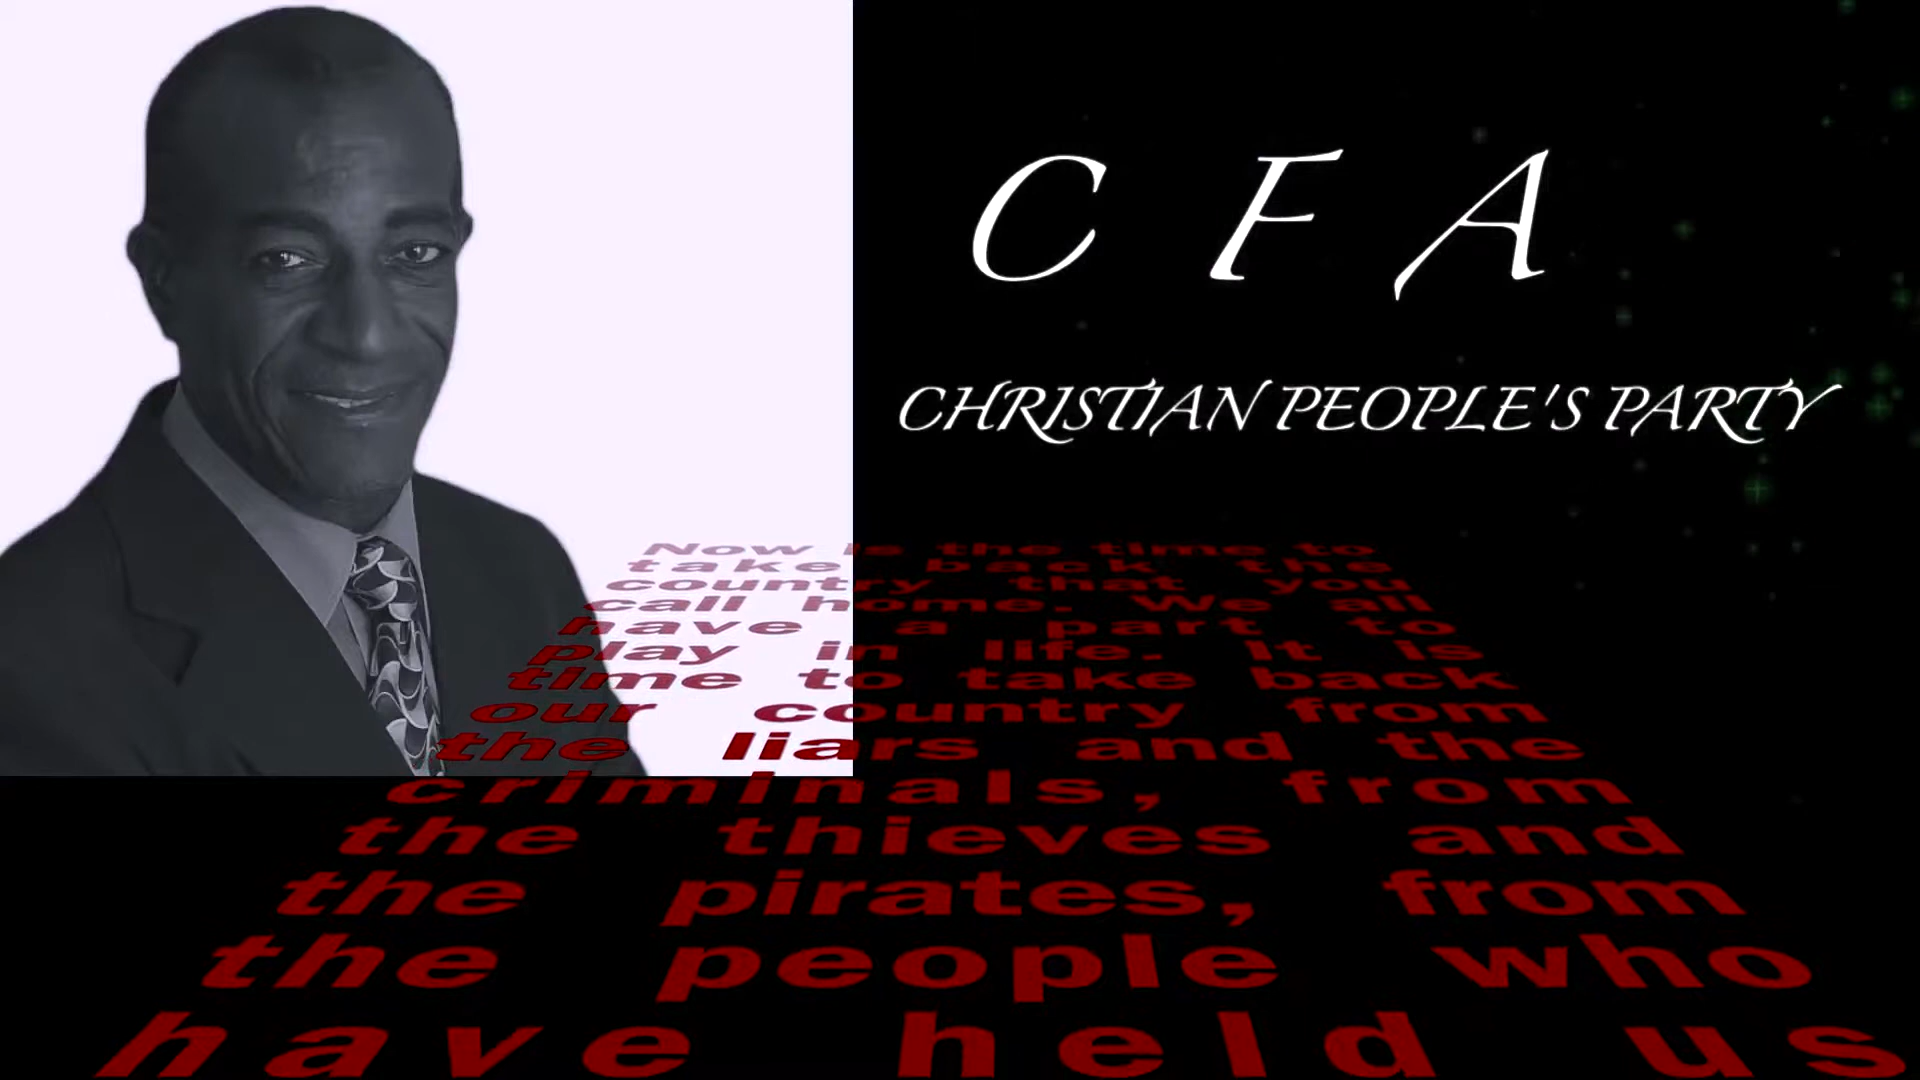 C F A
CHRISTIAN PEOPLE'S PARTY
Now is the time to
take back the
country that you
call home. We all
have a part to
play in life. It is
time to take back
our country from
the liars and the
criminals, from
the thieves and
the pirates, from
the people who
have held us